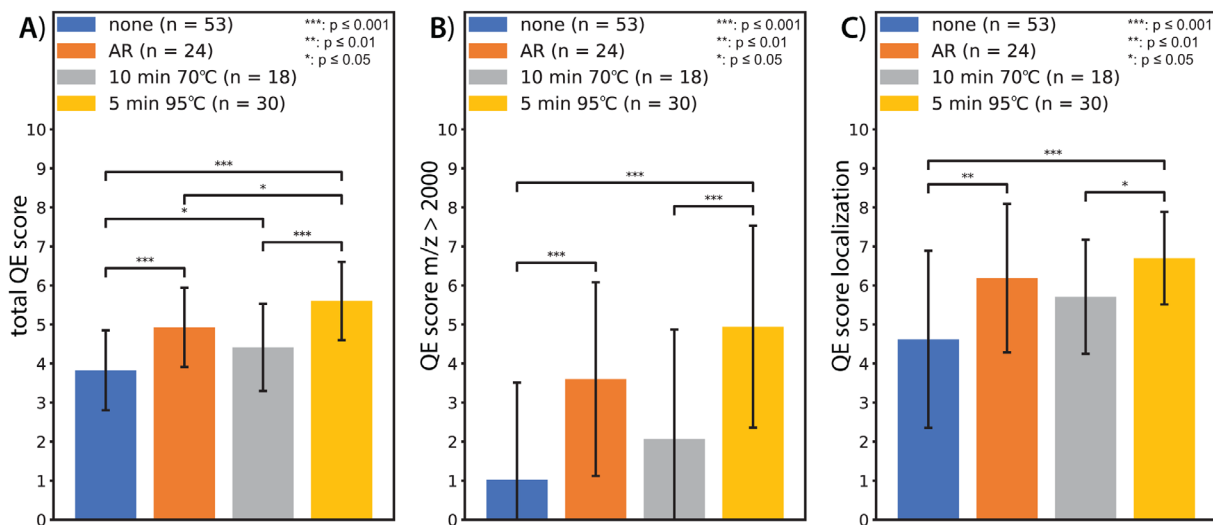 A)
none (n = 53)
AR (n = 24)
10 min 70℃ (n = 18)
5 min 95℃ (n = 30)
***: p ≤ 0.001
**: p ≤ 0.01
*: p ≤ 0.05
total QE score
10
9
8
7
6
5
4
3
2
1
0
***
*
*
***
***
B)
none (n = 53)
AR (n = 24)
10 min 70℃ (n = 18)
5 min 95℃ (n = 30)
***: p ≤ 0.001
**: p ≤ 0.01
*: p ≤ 0.05
QE score m/z > 2000
10
9
8
7
6
5
4
3
2
1
0
***
***
***
C)
none (n = 53)
AR (n = 24)
10 min 70℃ (n = 18)
5 min 95℃ (n = 30)
***: p ≤ 0.001
**: p ≤ 0.01
*: p ≤ 0.05
QE score localization
10
9
8
7
6
5
4
3
2
1
0
***
**
*